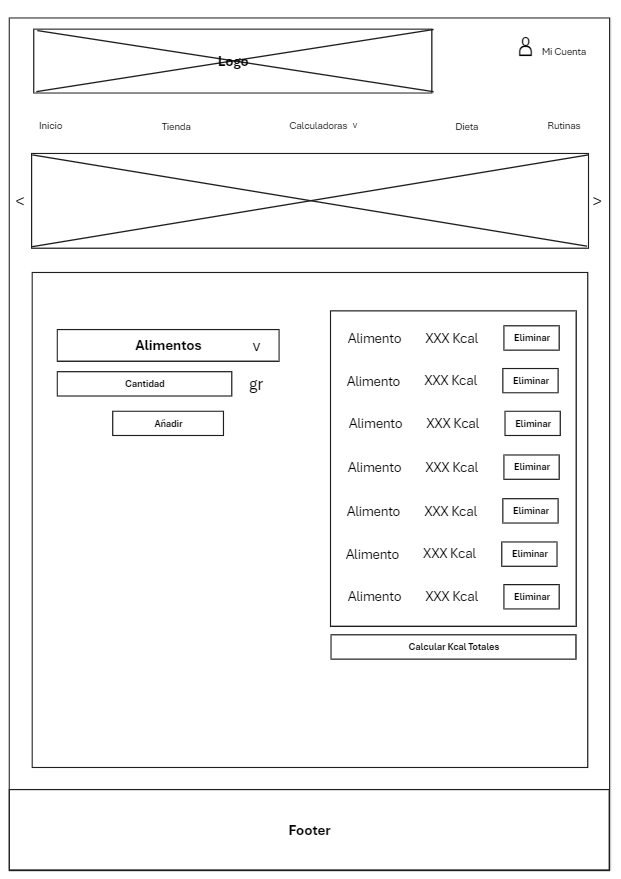 Logo
Mi Cuenta
Inicio Tienda Calculadoras v Dieta Rutinas
< >
Alimentos v
Cantidad gr
Añadir
Alimento XXX Kcal Eliminar
Alimento XXX Kcal Eliminar
Alimento XXX Kcal Eliminar
Alimento XXX Kcal Eliminar
Alimento XXX Kcal Eliminar
Alimento XXX Kcal Eliminar
Alimento XXX Kcal Eliminar
Calcular Kcal Totales
Footer